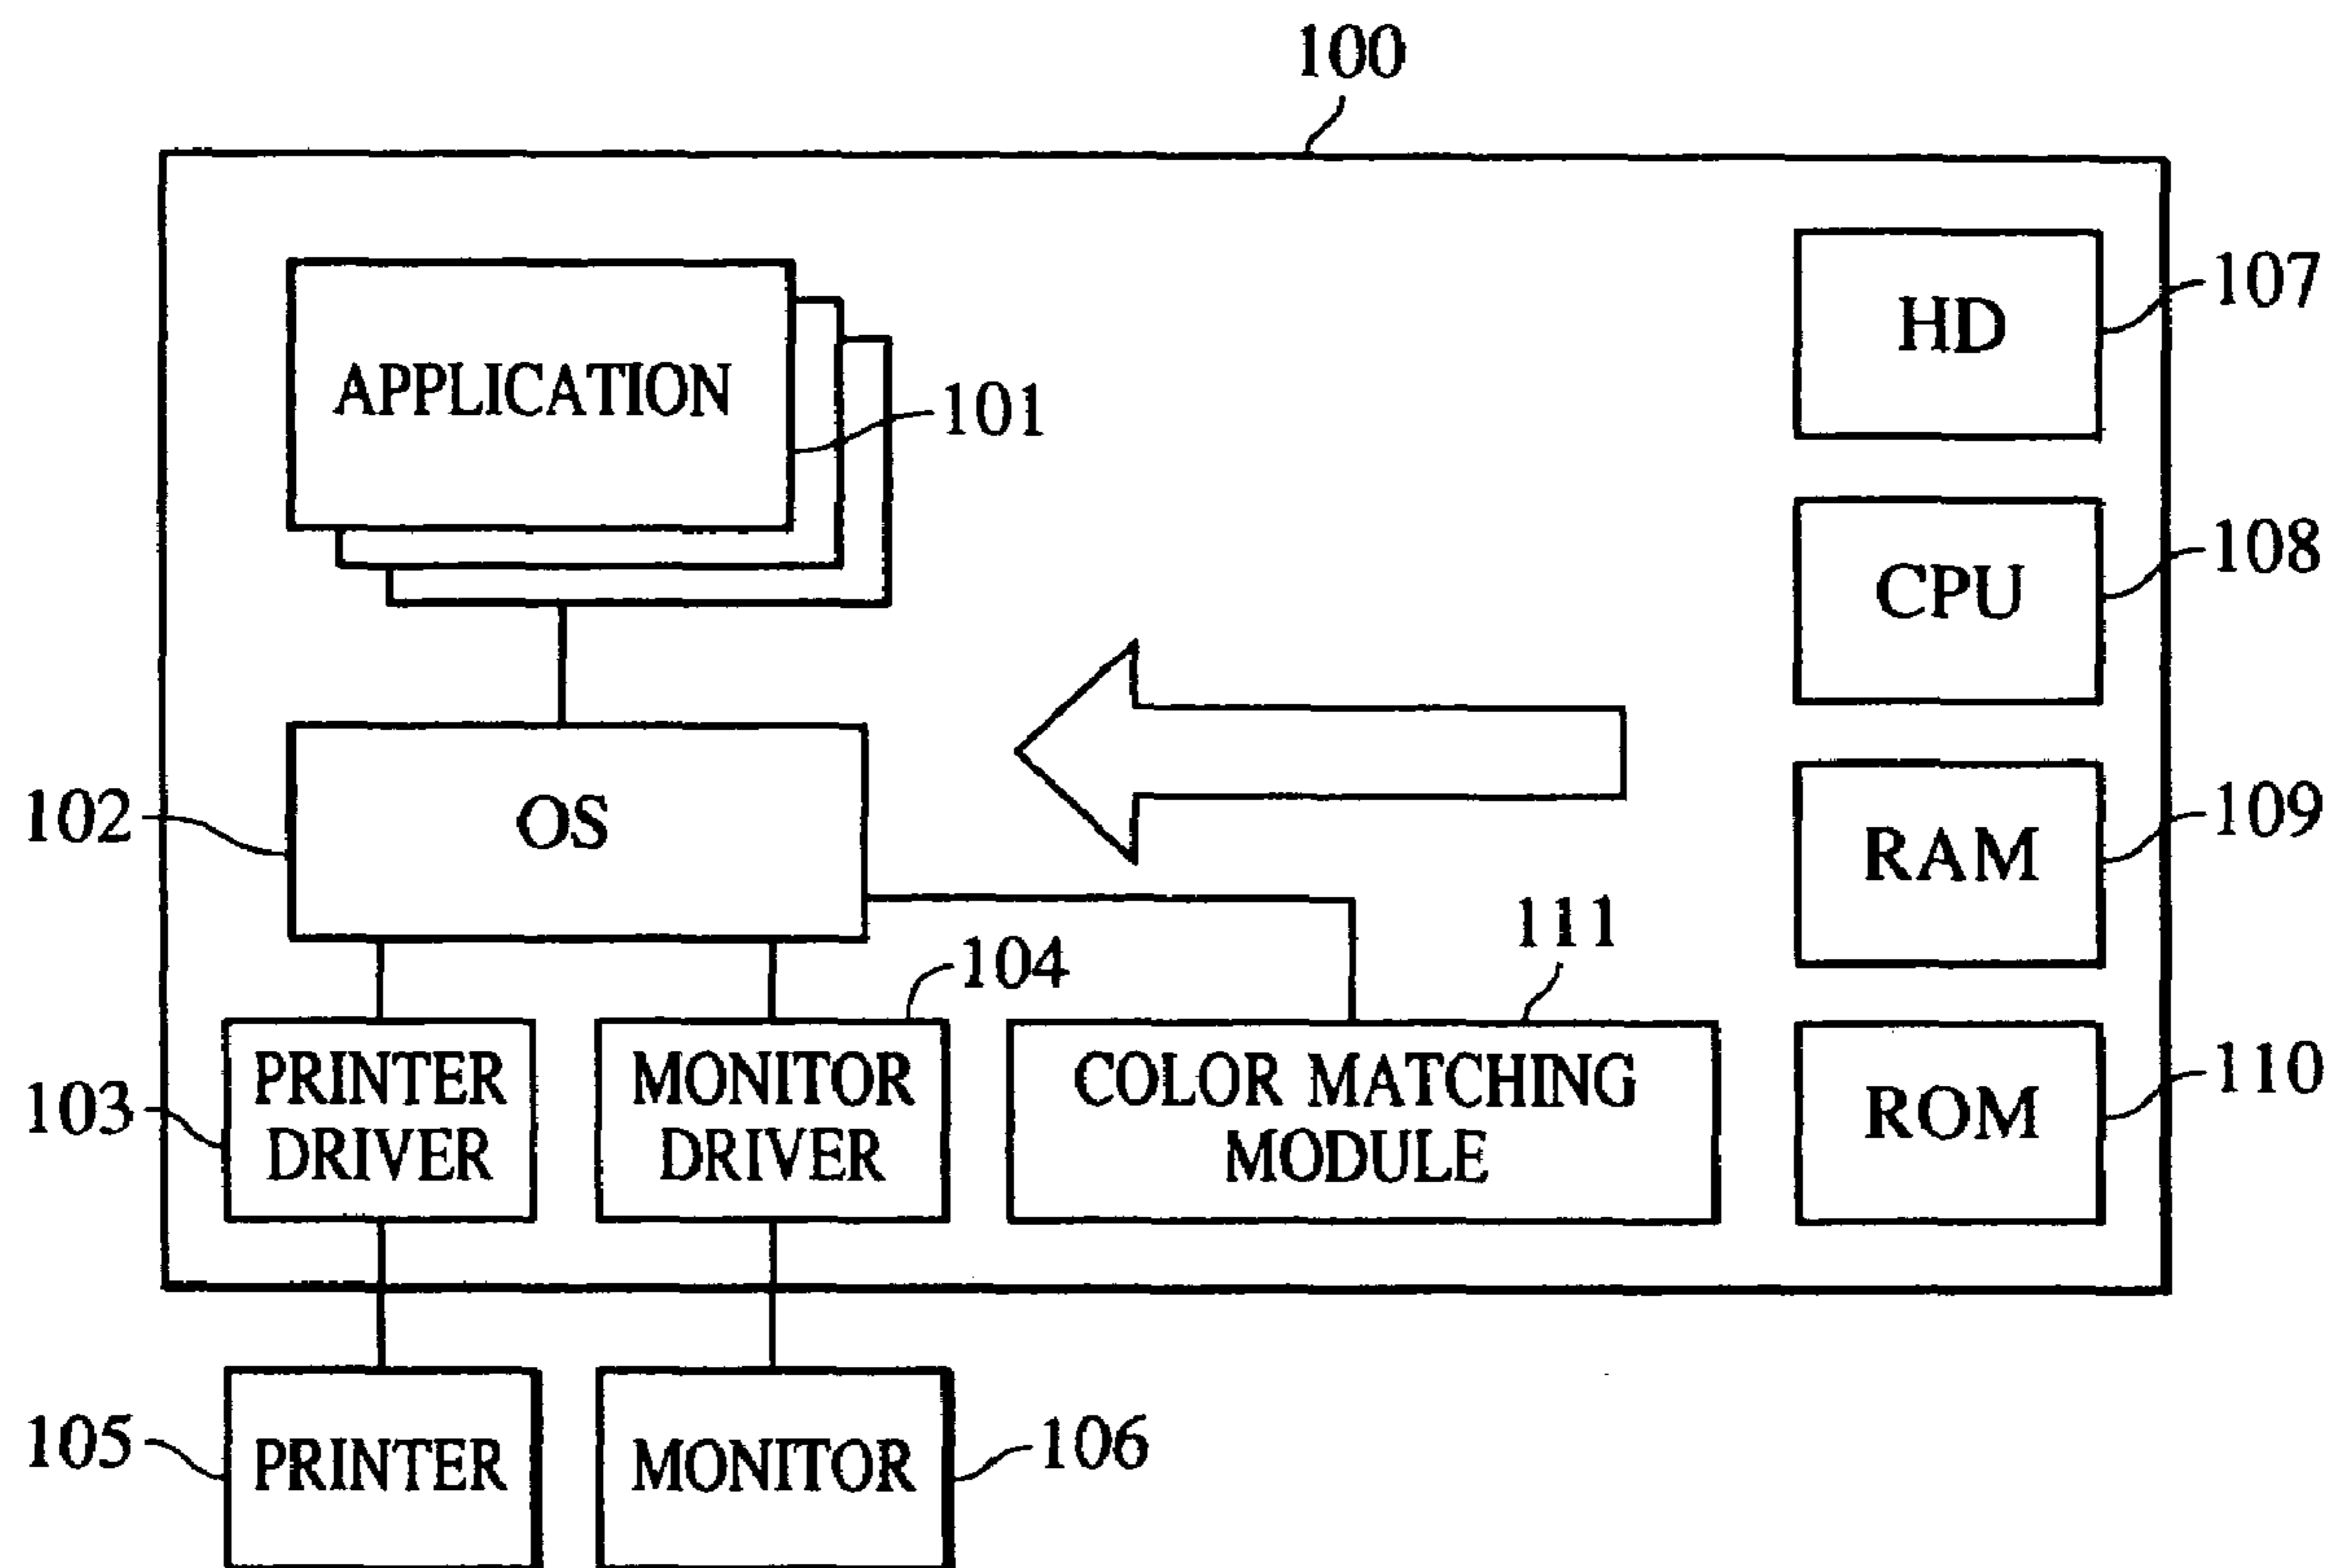 100
APPLICATION
101
HD
107
CPU
108
OS
102
RAM
109
104
111
PRINTER
DRIVER
103
MONITOR
DRIVER
COLOR MATCHING
MODULE
ROM
110
PRINTER
105
MONITOR
106